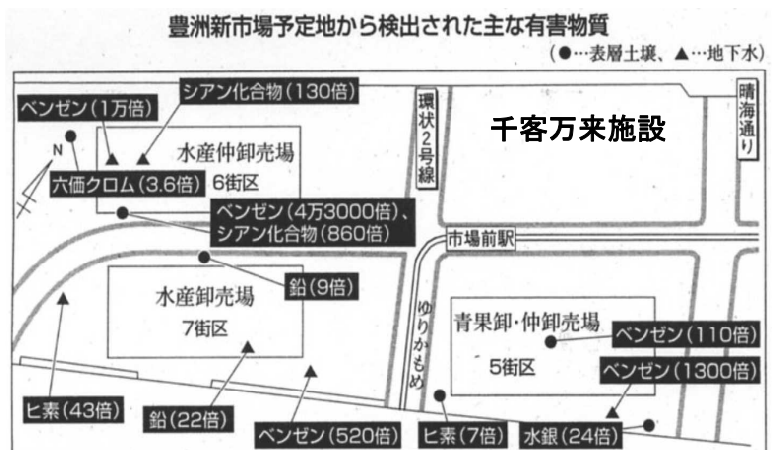 豊洲新市場予定地から検出された主な有害物質
(●…表層土壌、▲…地下水)
シアン化合物(130倍)
ベンゼン(1万倍)
環状2号線
千客万来施設
晴海通り
N
水産仲卸売場
六価クロム(3.6倍)
6街区
ベンゼン(4万3000倍)、
シアン化合物(860倍)
市場前駅
鉛(9倍)
水産卸売場
7街区
ゆりかもめ
青果卸・仲卸売場
ベンゼン(110倍)
5街区
ベンゼン(1300倍)
ヒ素(43倍)
鉛(22倍)
ベンゼン(520倍)
ヒ素(7倍)
水銀(24倍)